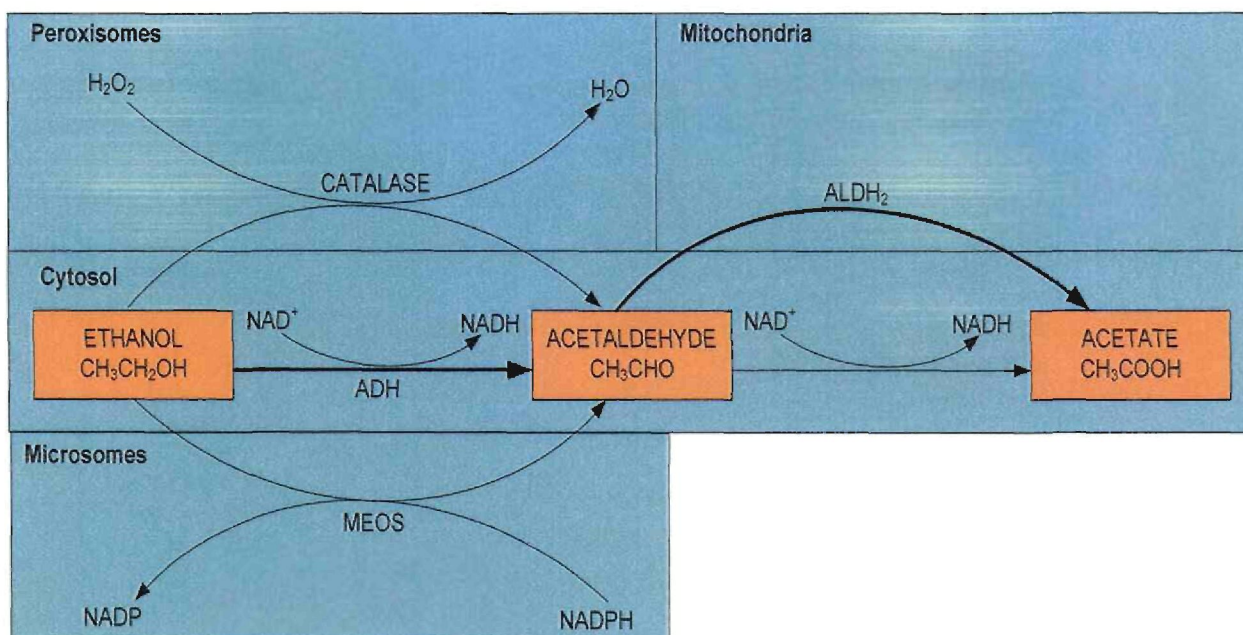 Peroxisomes
Mitochondria
H₂O₂
H₂O
CATALASE
ALDH₂
Cytosol
NAD⁺
NADH
NAD⁺
NADH
ETHANOL
CH₃CH₂OH
ACETALDEHYDE
CH₃CHO
ACETATE
CH₃COOH
ADH
Microsomes
MEOS
NADP
NADPH